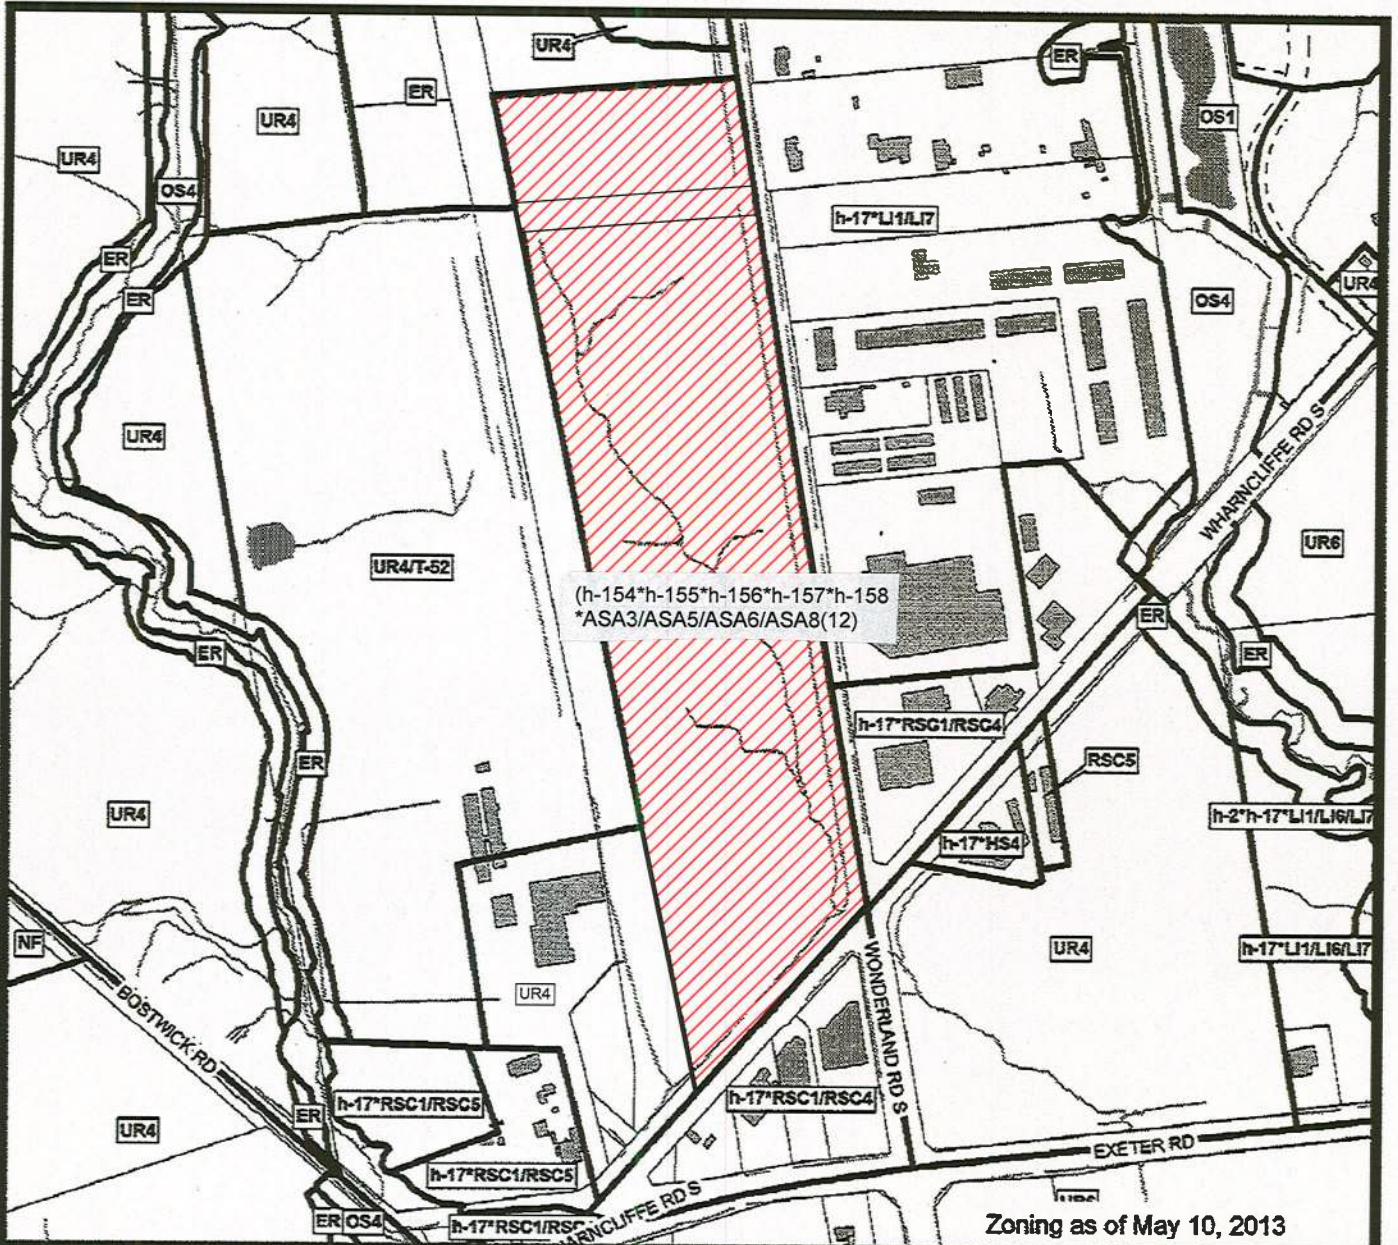 UR4
ER
OS1
ER
UR4
UR4
OS4
h-17*LI1/LI7
ER
UR4
ER
OS4
UR4
WHARNCLIFFE RD S
UR6
UR4/T-52
(h-154*h-155*h-156*h-157*h-158
*ASA3/ASA5/ASA6/ASA8(12)
ER
ER
ER
h-17*RSC1/RSC4
RSC5
ER
UR4
h-2*h-17*LI1/LI6/LI7
h-17*HS4
NF
UR4
h-17*LI1/LI6/LI7
WONDERLAND RD S
UR4
BOSTWICK RD
h-17*RSC1/RSC5
h-17*RSC1/RSC4
ER
UR4
EXETER RD
h-17*RSC1/RSC5
WHARNCLIFFE RD S
ER
OS4
Zoning as of May 10, 2013